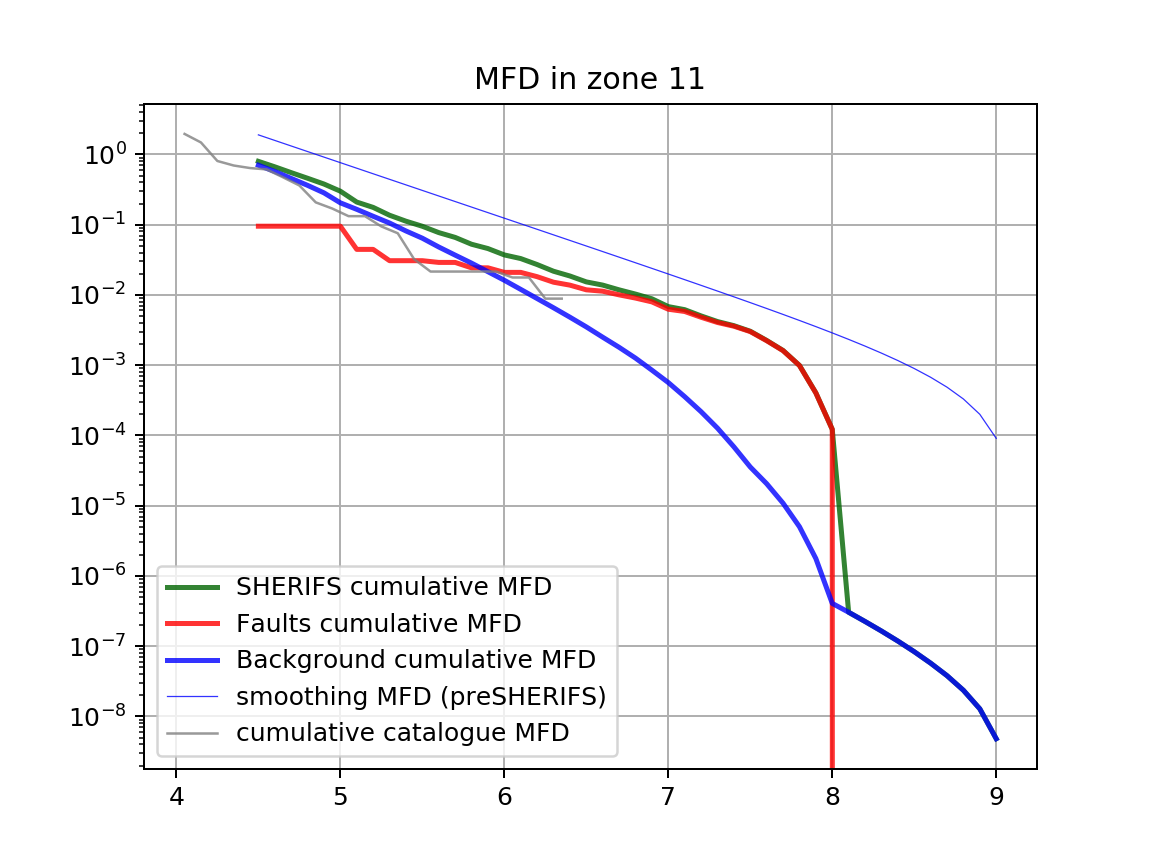 MFD in zone 11
10⁰
10⁻¹
10⁻²
10⁻³
10⁻⁴
10⁻⁵
10⁻⁶
10⁻⁷
10⁻⁸
SHERIFS cumulative MFD
Faults cumulative MFD
Background cumulative MFD
smoothing MFD (preSHERIFS)
cumulative catalogue MFD
4 5 6 7 8 9